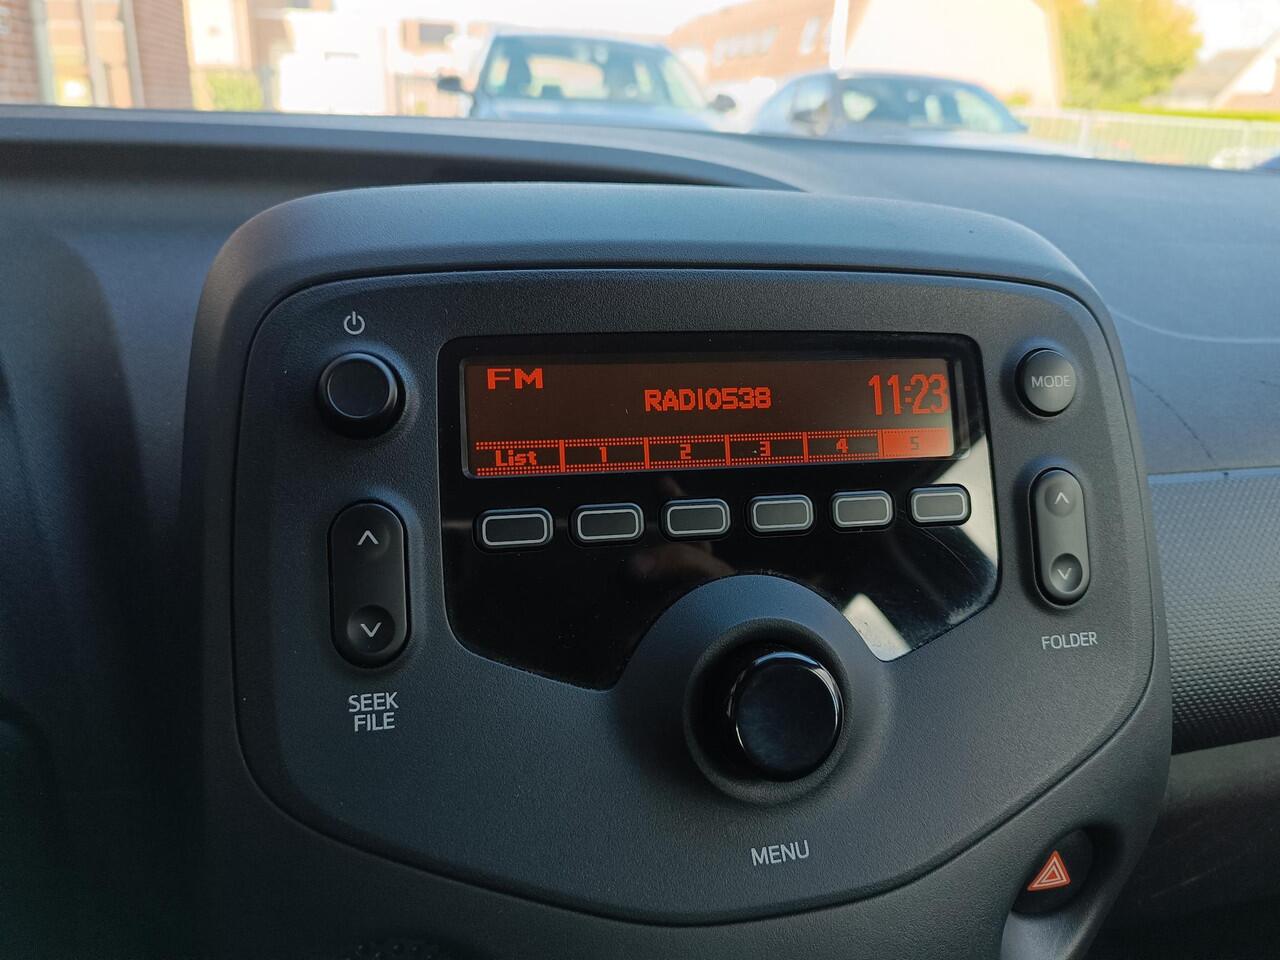 FM
RADIO538
11:23
List 1 2 3 4 5
MODE
SEEK
FILE
FOLDER
MENU